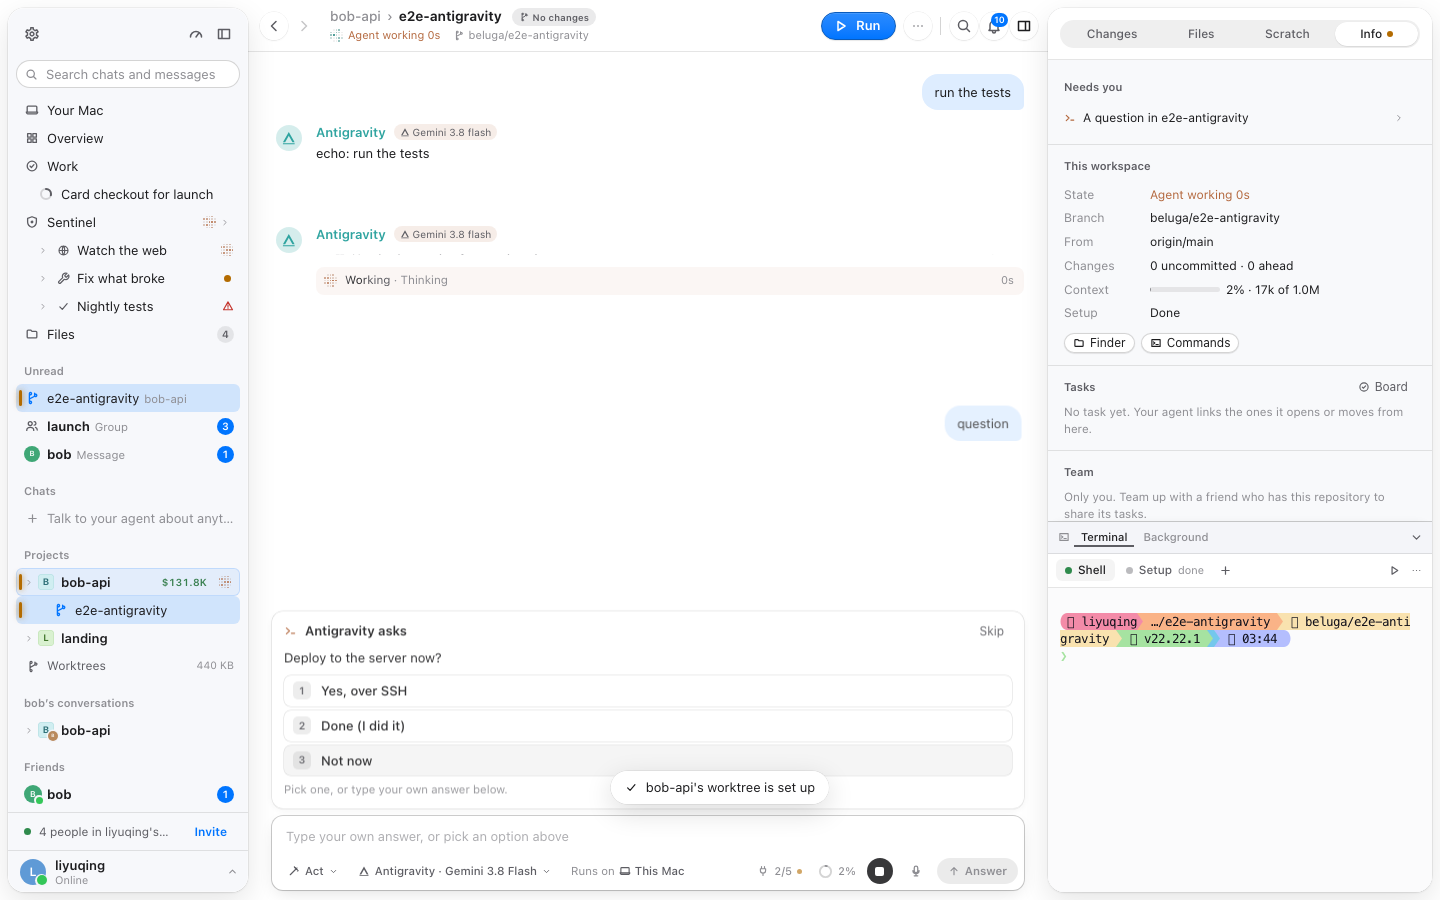 Search chats and messages
Your Mac
Overview
Work
Card checkout for launch
Sentinel
Watch the web
Fix what broke
Nightly tests
Files 4
Unread
e2e-antigravity bob-api
launch Group 3
B bob Message 1
Chats
Talk to your agent about anyt...
Projects
B bob-api $131.8K
e2e-antigravity
L landing
Worktrees 440 KB
bob's conversations
B bob-api
Friends
B bob 1
4 people in liyuqing's... Invite
L liyuqing
Online
bob-api › e2e-antigravity No changes
Agent working 0s beluga/e2e-antigravity
Run
10
run the tests
Antigravity Gemini 3.8 flash
echo: run the tests
Antigravity Gemini 3.8 flash
Working · Thinking 0s
question
Antigravity asks Skip
Deploy to the server now?
1 Yes, over SSH
2 Done (I did it)
3 Not now
Pick one, or type your own answer below.
bob-api's worktree is set up
Type your own answer, or pick an option above
Act Antigravity · Gemini 3.8 Flash Runs on This Mac 2/5 2% Answer
Changes Files Scratch Info
Needs you
A question in e2e-antigravity
This workspace
State Agent working 0s
Branch beluga/e2e-antigravity
From origin/main
Changes 0 uncommitted · 0 ahead
Context 2% · 17k of 1.0M
Setup Done
Finder Commands
Tasks Board
No task yet. Your agent links the ones it opens or moves from
here.
Team
Only you. Team up with a friend who has this repository to
share its tasks.
Terminal Background
Shell Setup done
liyuqing …/e2e-antigravity beluga/e2e-anti
gravity v22.22.1 03:44
❯